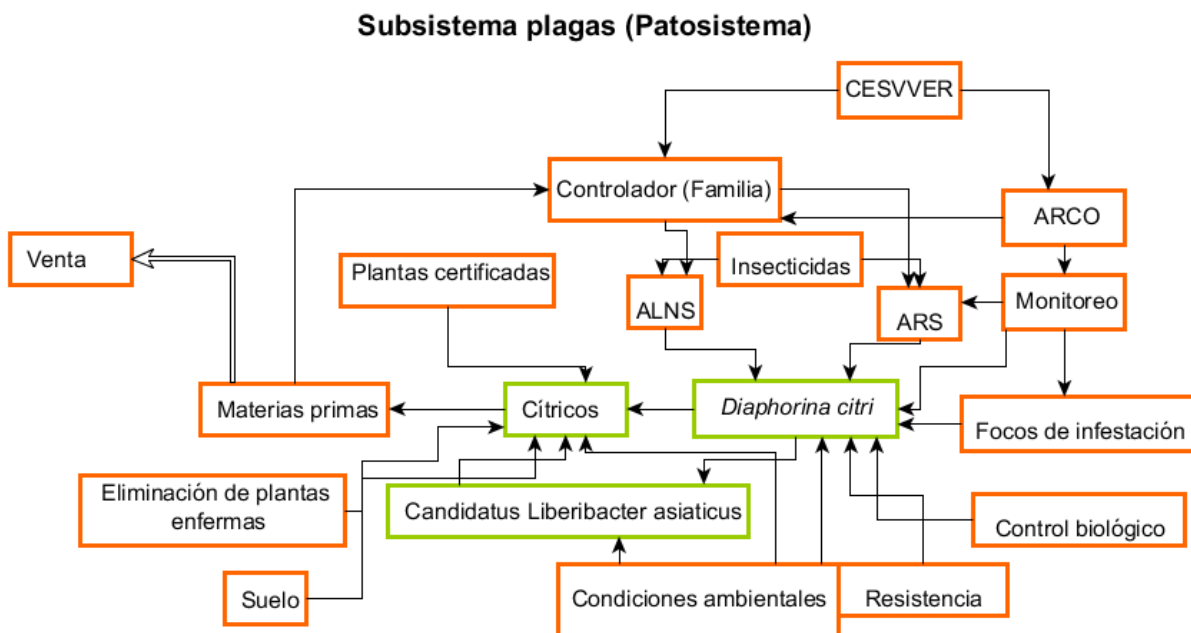 Subsistema plagas (Patosistema)
CESVVER
Controlador (Familia)
ARCO
Venta
Plantas certificadas
Insecticidas
ALNS
ARS
Monitoreo
Materias primas
Cítricos
Diaphorina citri
Focos de infestación
Eliminación de plantas
enfermas
Candidatus Liberibacter asiaticus
Control biológico
Suelo
Condiciones ambientales
Resistencia